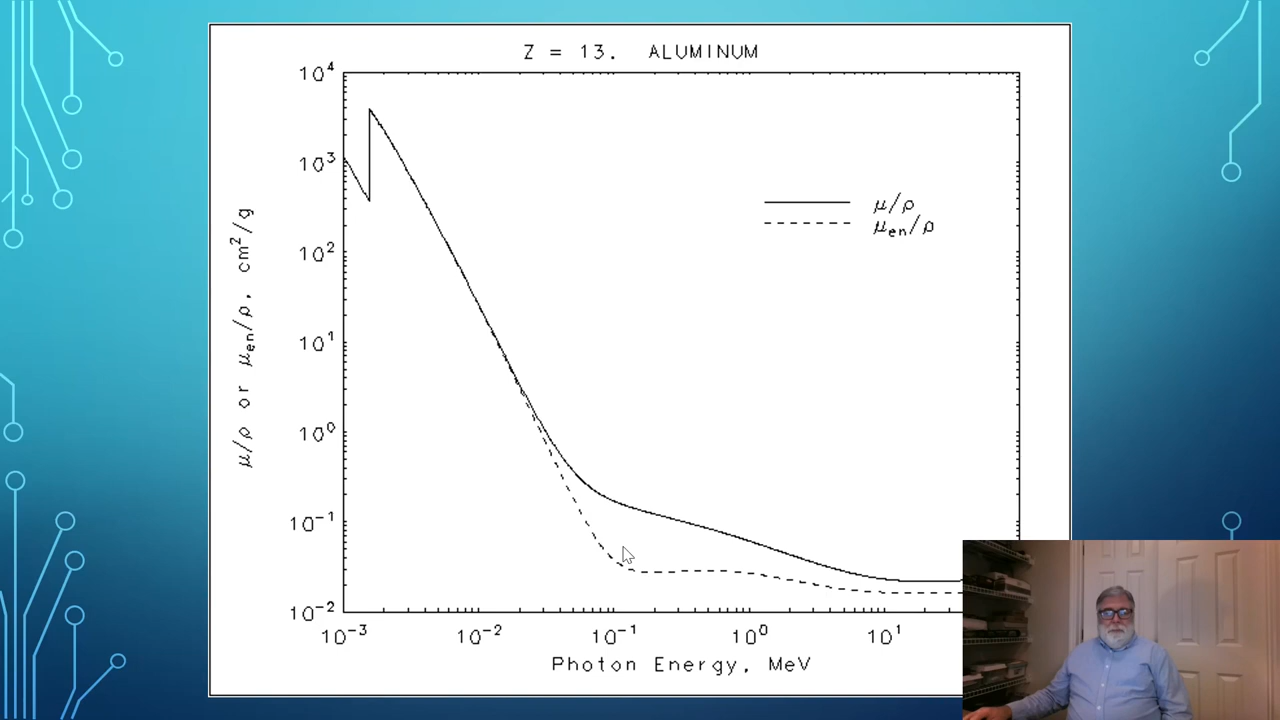 Z = 13. ALUMINUM
10⁴
10³
10²
10¹
10⁰
10⁻¹
10⁻²
μ/ρ or μₑₙ/ρ, cm²/g
μ/ρ
μₑₙ/ρ
10⁻³ 10⁻² 10⁻¹ 10⁰ 10¹
Photon Energy, MeV